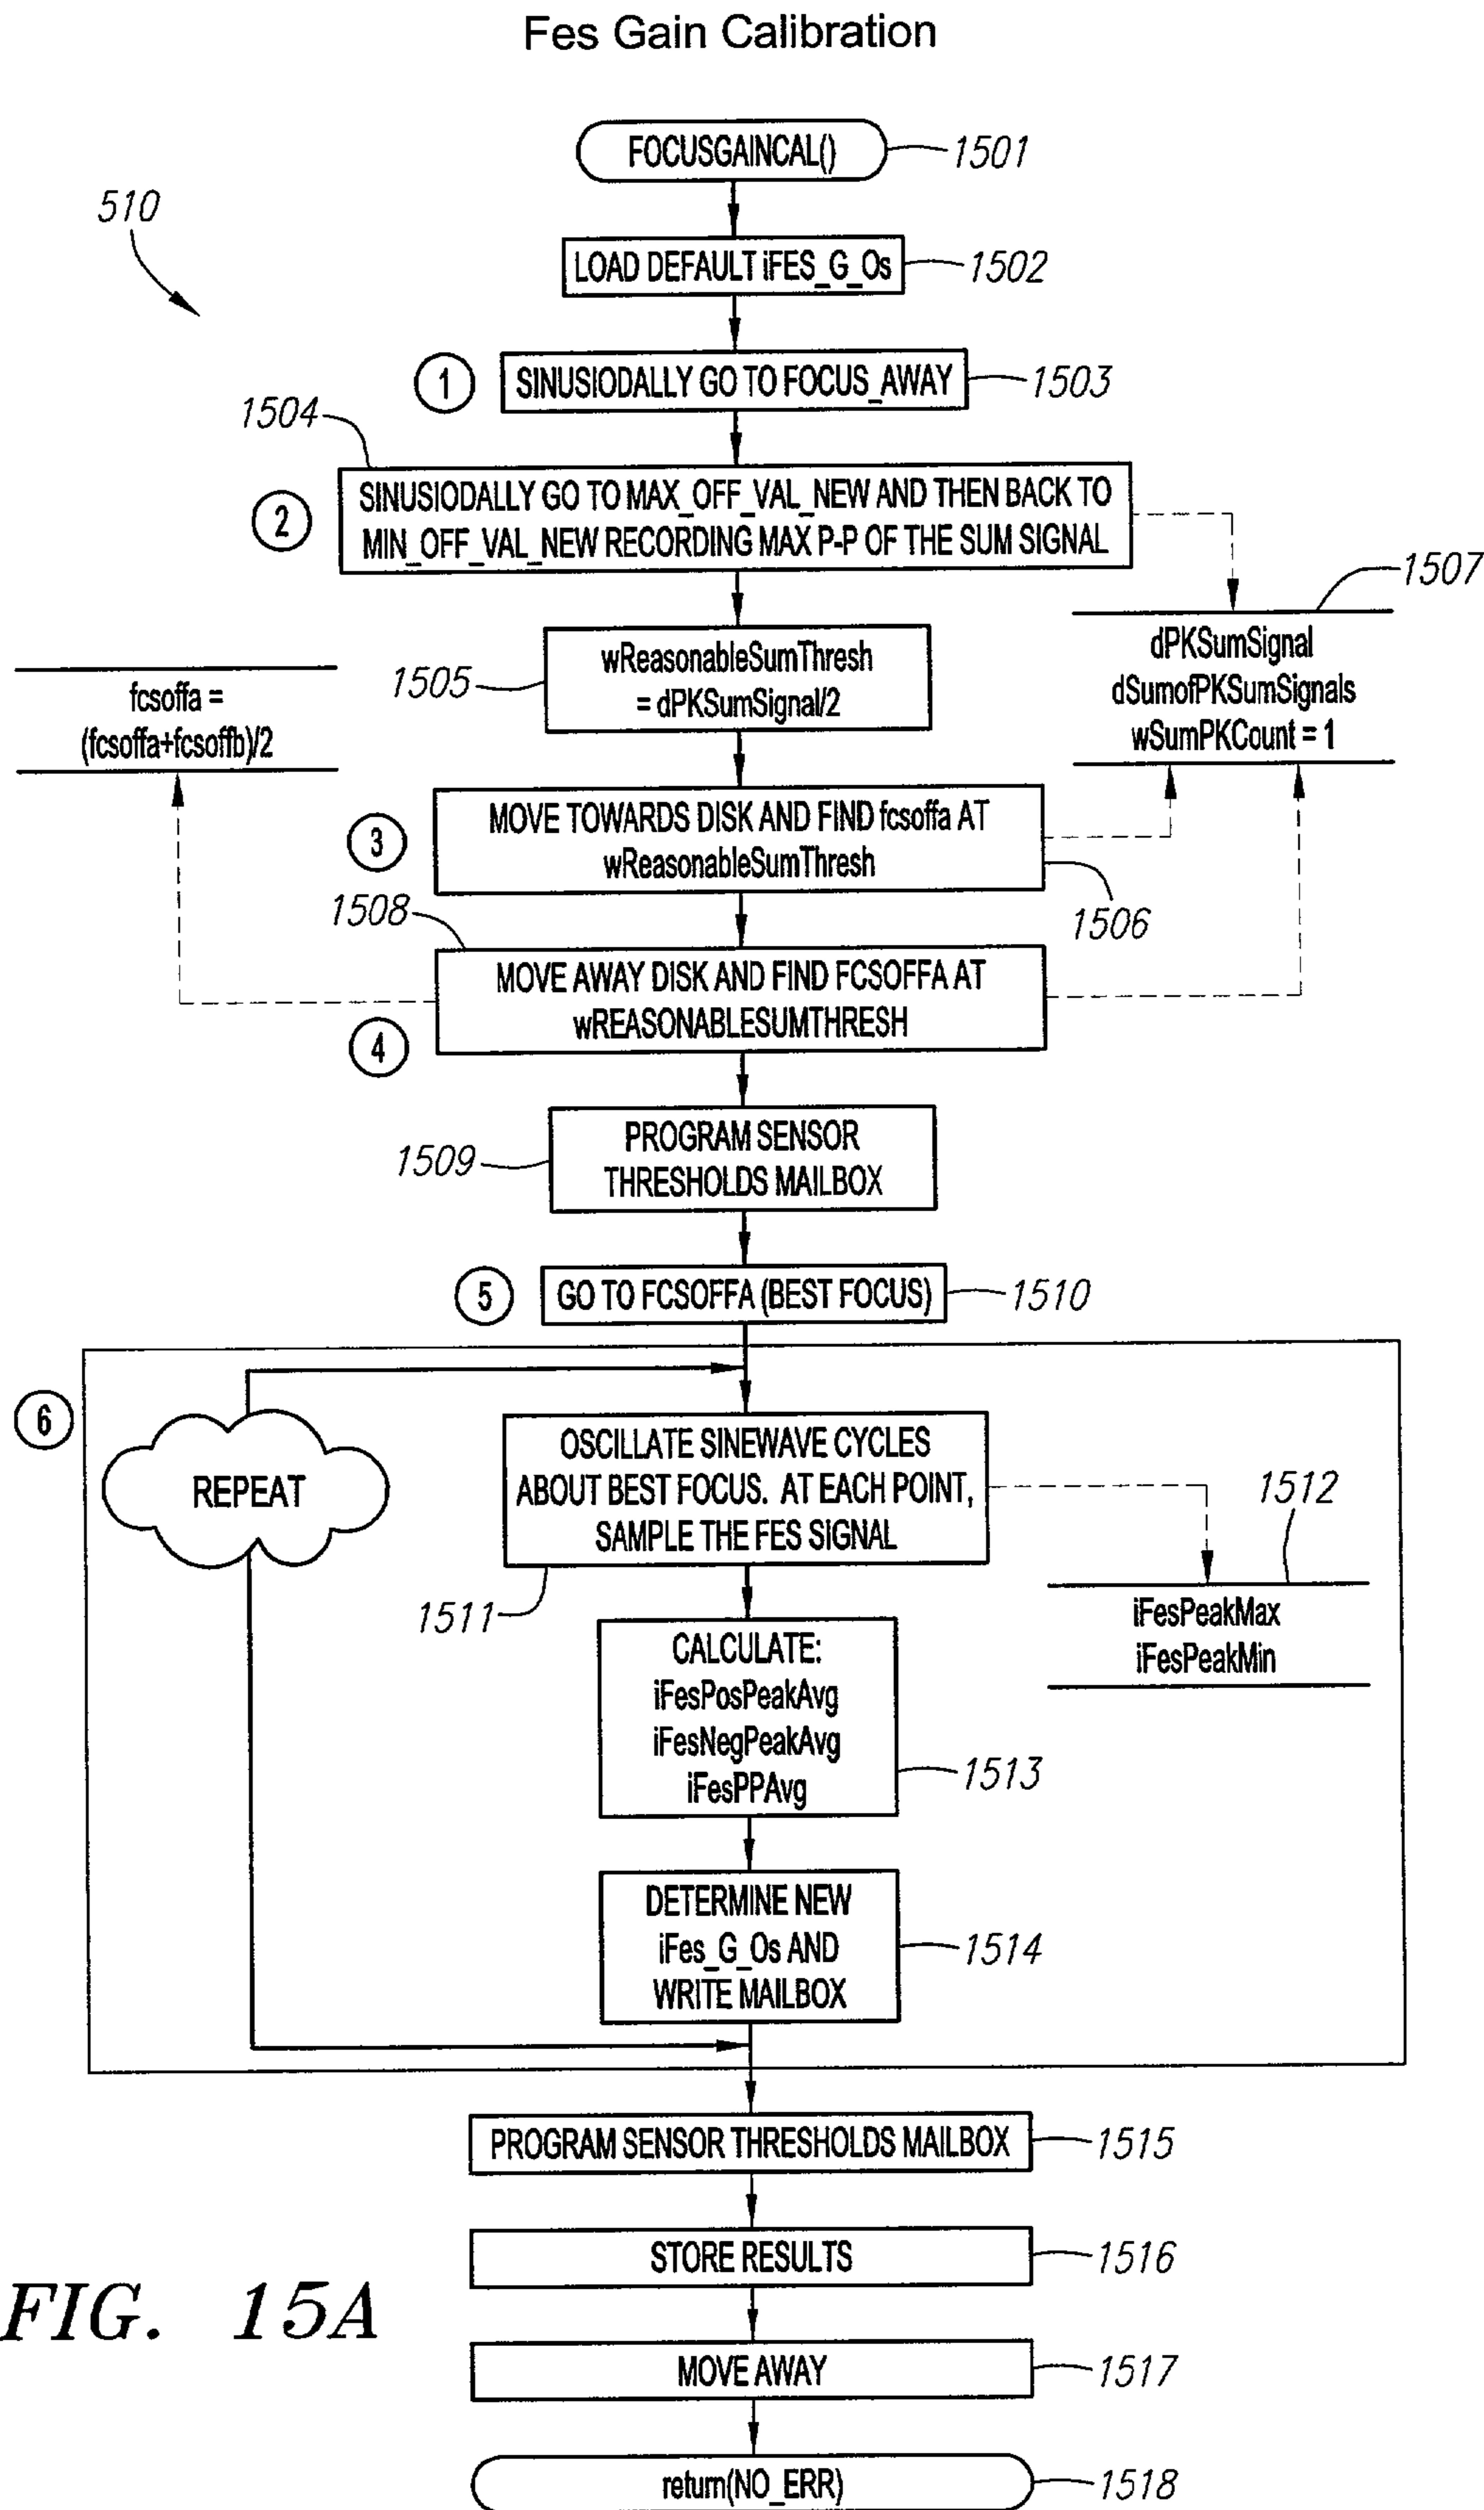 Fes Gain Calibration
FOCUSGAINCAL()
1501
510
LOAD DEFAULT iFES_G_Os
1502
1
SINUSIODALLY GO TO FOCUS_AWAY
1503
1504
2
SINUSIODALLY GO TO MAX_OFF_VAL_NEW AND THEN BACK TO
MIN_OFF_VAL_NEW RECORDING MAX P-P OF THE SUM SIGNAL
1507
dPKSumSignal
dSumofPKSumSignals
wSumPKCount = 1
1505
wReasonableSumThresh
= dPKSumSignal/2
fcsoffa =
(fcsoffa+fcsoffb)/2
3
MOVE TOWARDS DISK AND FIND fcsoffa AT
wReasonableSumThresh
1506
1508
MOVE AWAY DISK AND FIND FCSOFFA AT
wREASONABLESUMTHRESH
4
1509
PROGRAM SENSOR
THRESHOLDS MAILBOX
5
GO TO FCSOFFA (BEST FOCUS)
1510
6
REPEAT
OSCILLATE SINEWAVE CYCLES
ABOUT BEST FOCUS. AT EACH POINT,
SAMPLE THE FES SIGNAL
1511
1512
iFesPeakMax
iFesPeakMin
CALCULATE:
iFesPosPeakAvg
iFesNegPeakAvg
iFesPPAvg
1513
DETERMINE NEW
iFes_G_Os AND
WRITE MAILBOX
1514
PROGRAM SENSOR THRESHOLDS MAILBOX
1515
STORE RESULTS
1516
MOVE AWAY
1517
return(NO_ERR)
1518
FIG. 15A